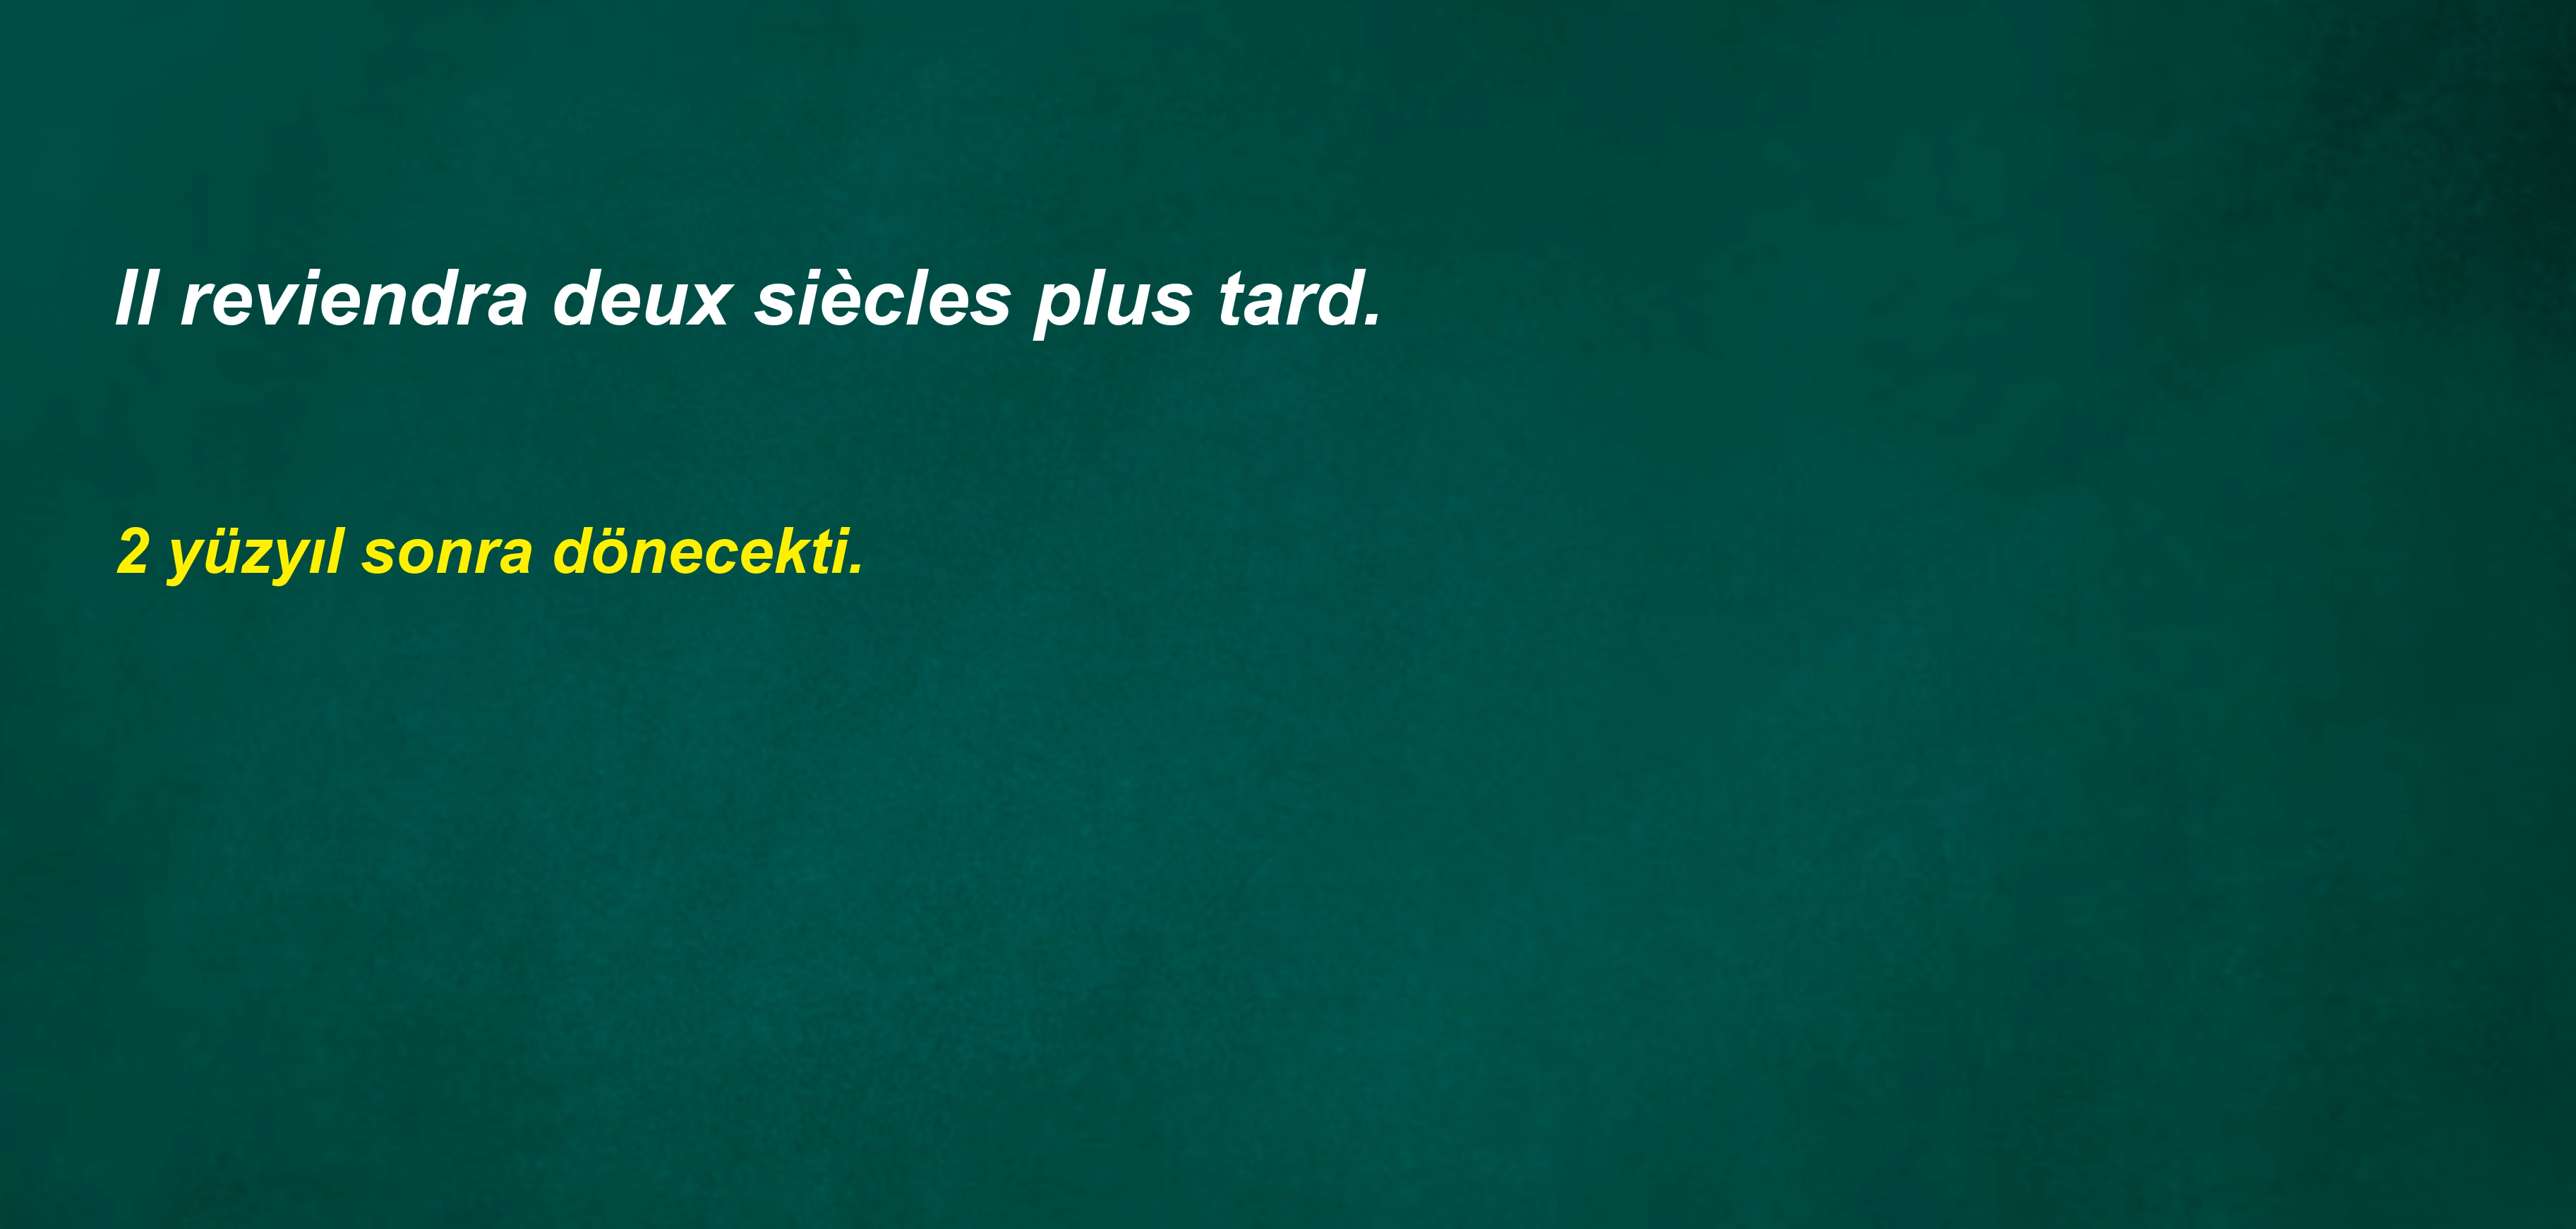 Il reviendra deux siècles plus tard.
2 yüzyıl sonra dönecekti.